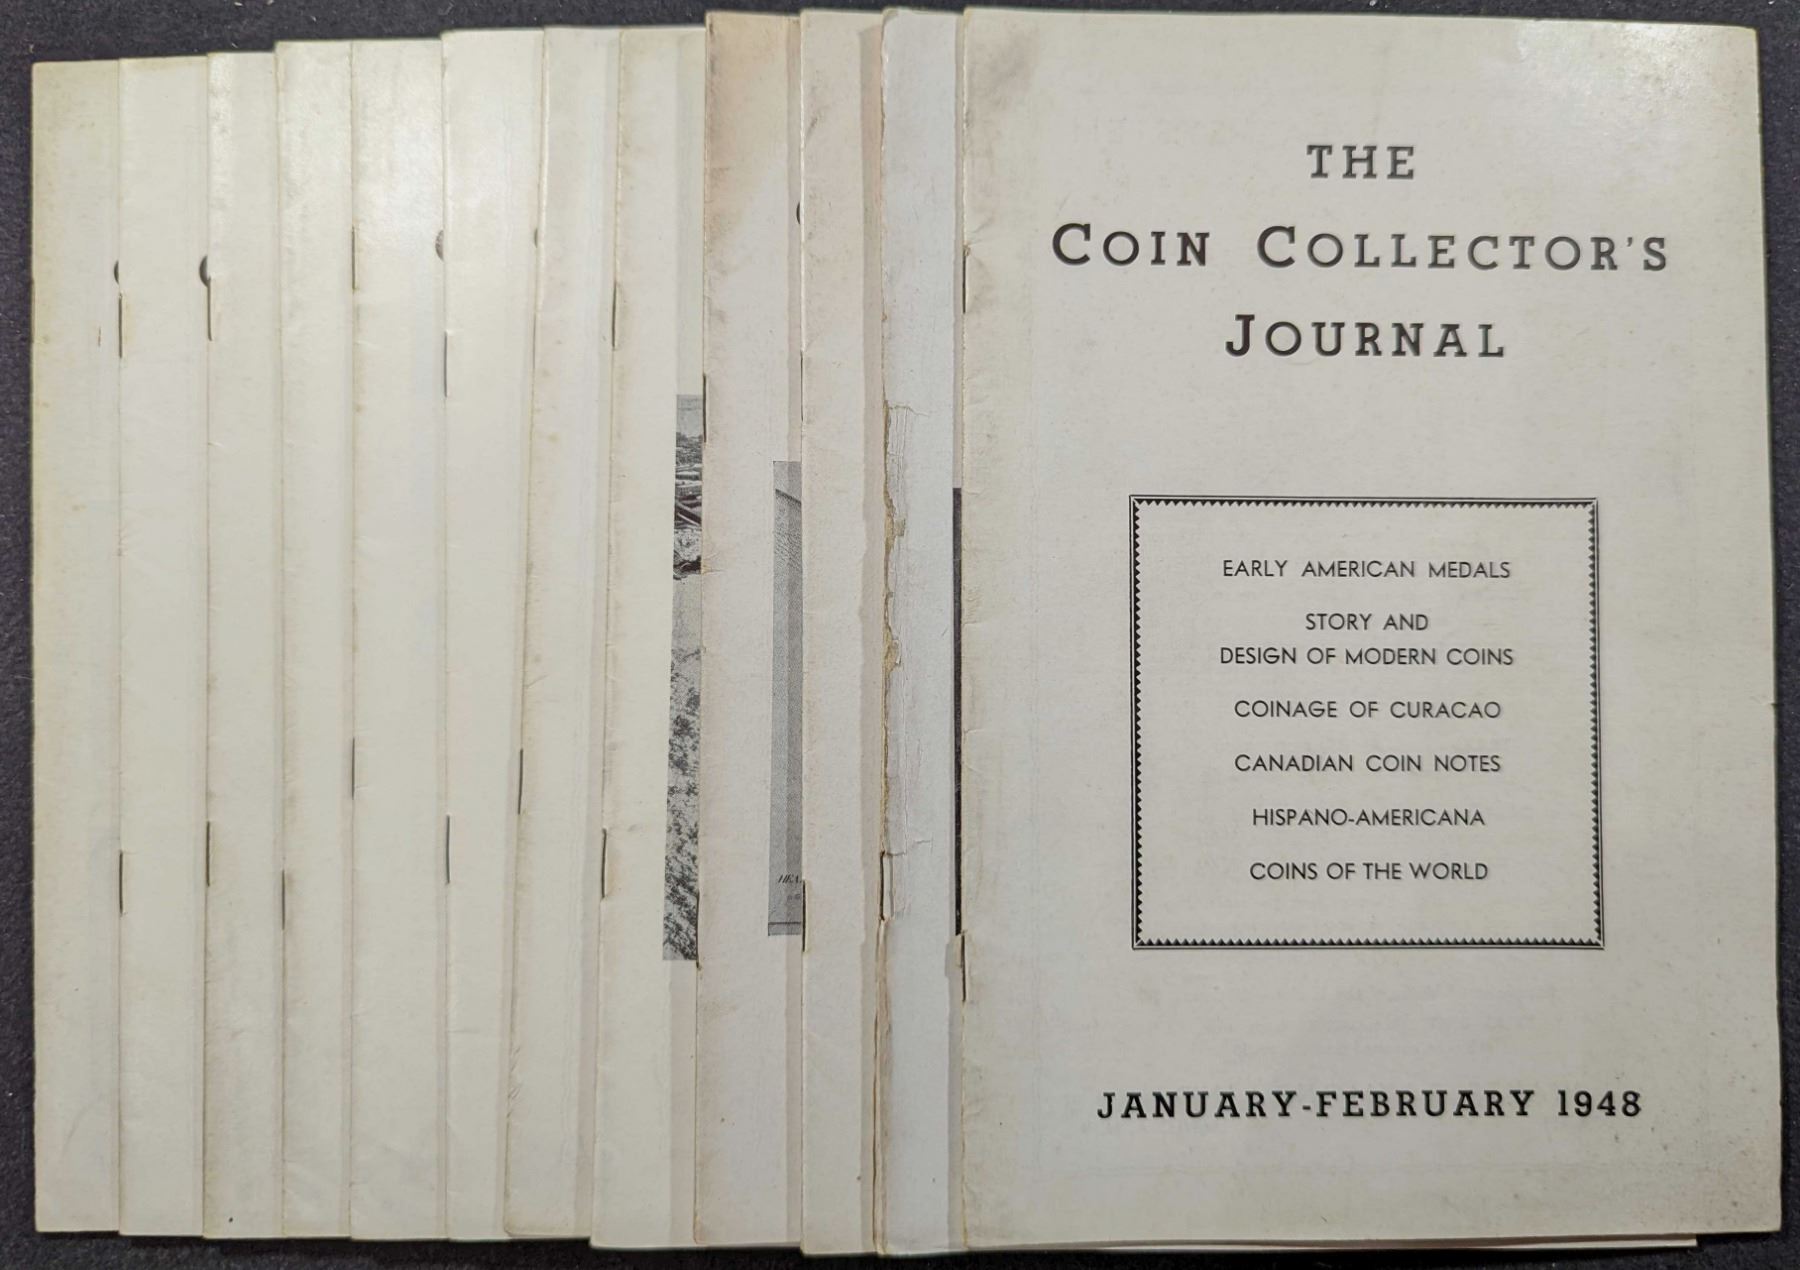 THE
COIN COLLECTOR'S
JOURNAL
EARLY AMERICAN MEDALS
STORY AND
DESIGN OF MODERN COINS
COINAGE OF CURACAO
CANADIAN COIN NOTES
HISPANO-AMERICANA
COINS OF THE WORLD
JANUARY-FEBRUARY 1948